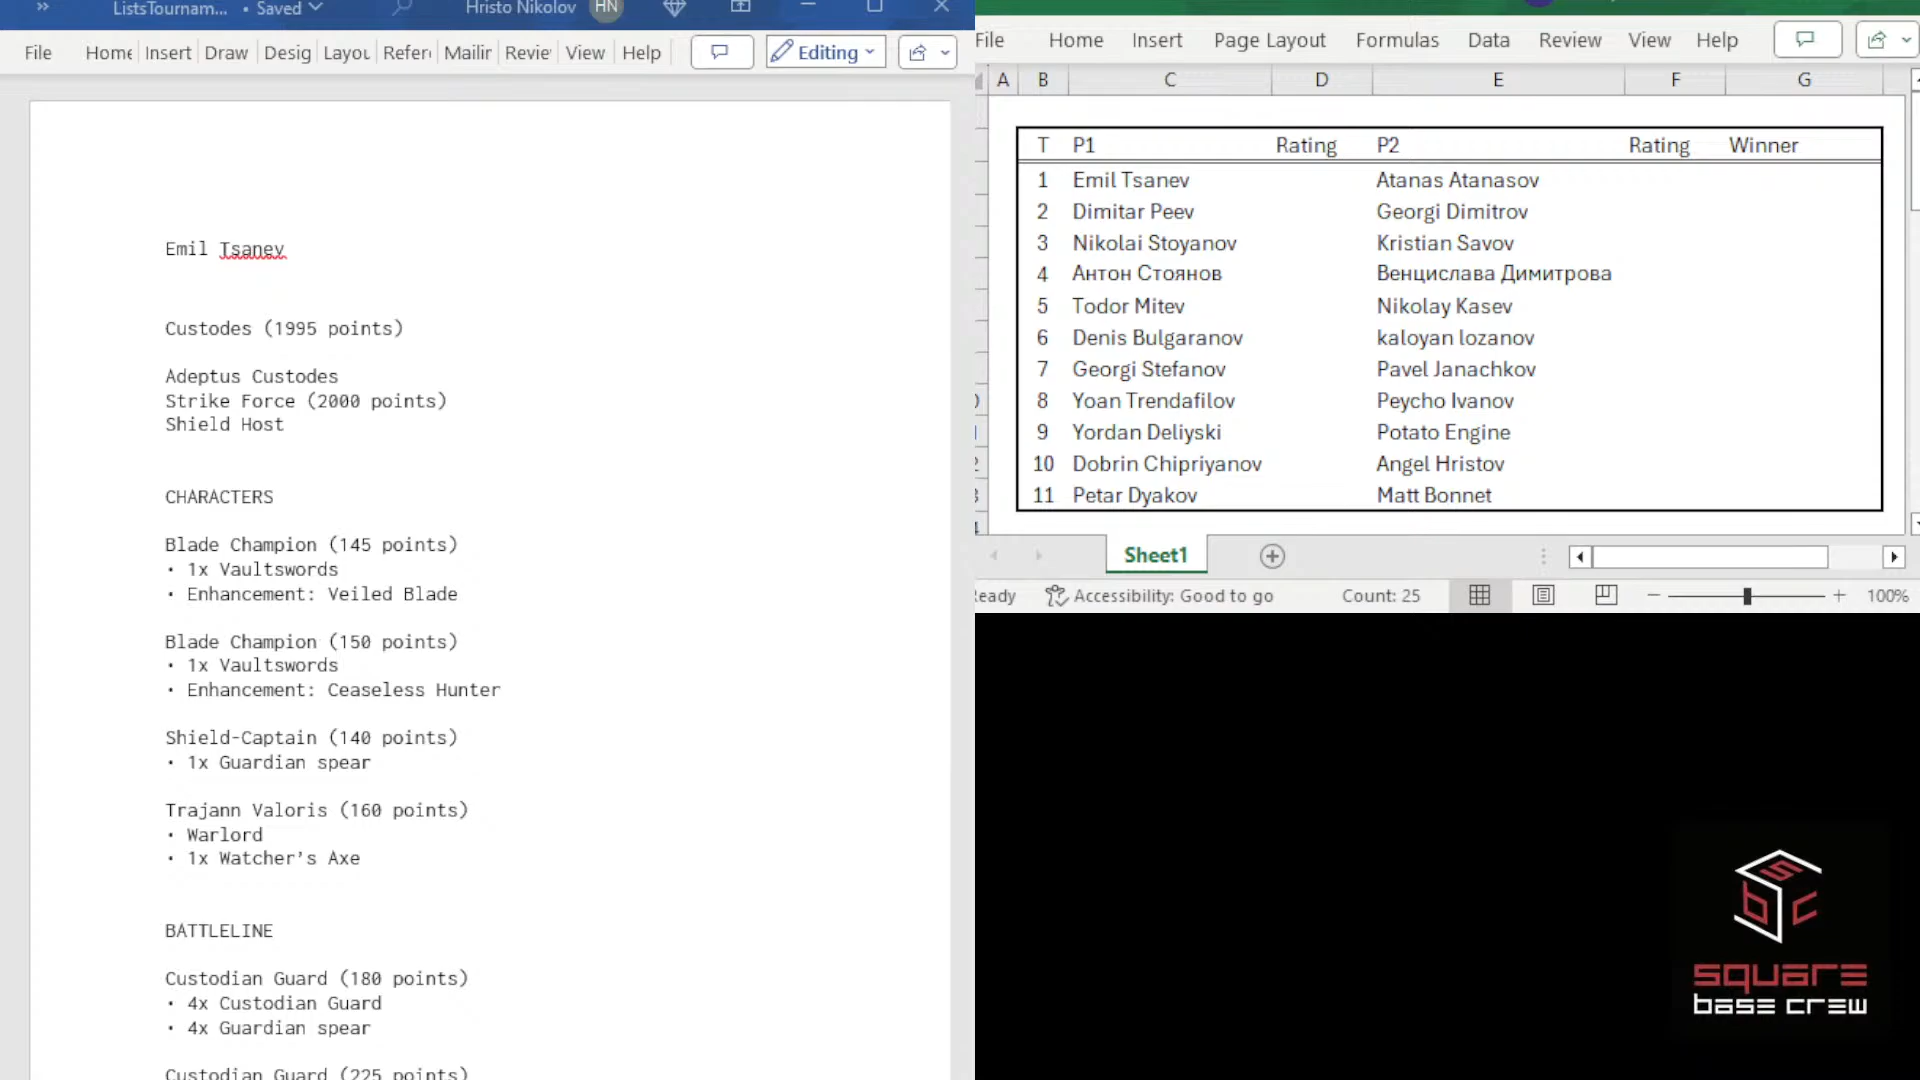 ListsTournam... • Saved
Hristo Nikolov HN
File Home Insert Draw Desig Layou Refer Mailin Revie View Help Editing
Emil Tsanev
Custodes (1995 points)
Adeptus Custodes
Strike Force (2000 points)
Shield Host
CHARACTERS
Blade Champion (145 points)
• 1x Vaultswords
• Enhancement: Veiled Blade
Blade Champion (150 points)
• 1x Vaultswords
• Enhancement: Ceaseless Hunter
Shield-Captain (140 points)
• 1x Guardian spear
Trajann Valoris (160 points)
• Warlord
• 1x Watcher's Axe
BATTLELINE
Custodian Guard (180 points)
• 4x Custodian Guard
• 4x Guardian spear
Custodian Guard (225 points)
File Home Insert Page Layout Formulas Data Review View Help
A B C D E F G
T P1 Rating P2 Rating Winner
1 Emil Tsanev Atanas Atanasov
2 Dimitar Peev Georgi Dimitrov
3 Nikolai Stoyanov Kristian Savov
4 Антон Стоянов Венцислава Димитрова
5 Todor Mitev Nikolay Kasev
6 Denis Bulgaranov kaloyan lozanov
7 Georgi Stefanov Pavel Janachkov
8 Yoan Trendafilov Peycho Ivanov
9 Yordan Deliyski Potato Engine
10 Dobrin Chipriyanov Angel Hristov
11 Petar Dyakov Matt Bonnet
Sheet1
Ready Accessibility: Good to go Count: 25 100%
sbc
square
base crew